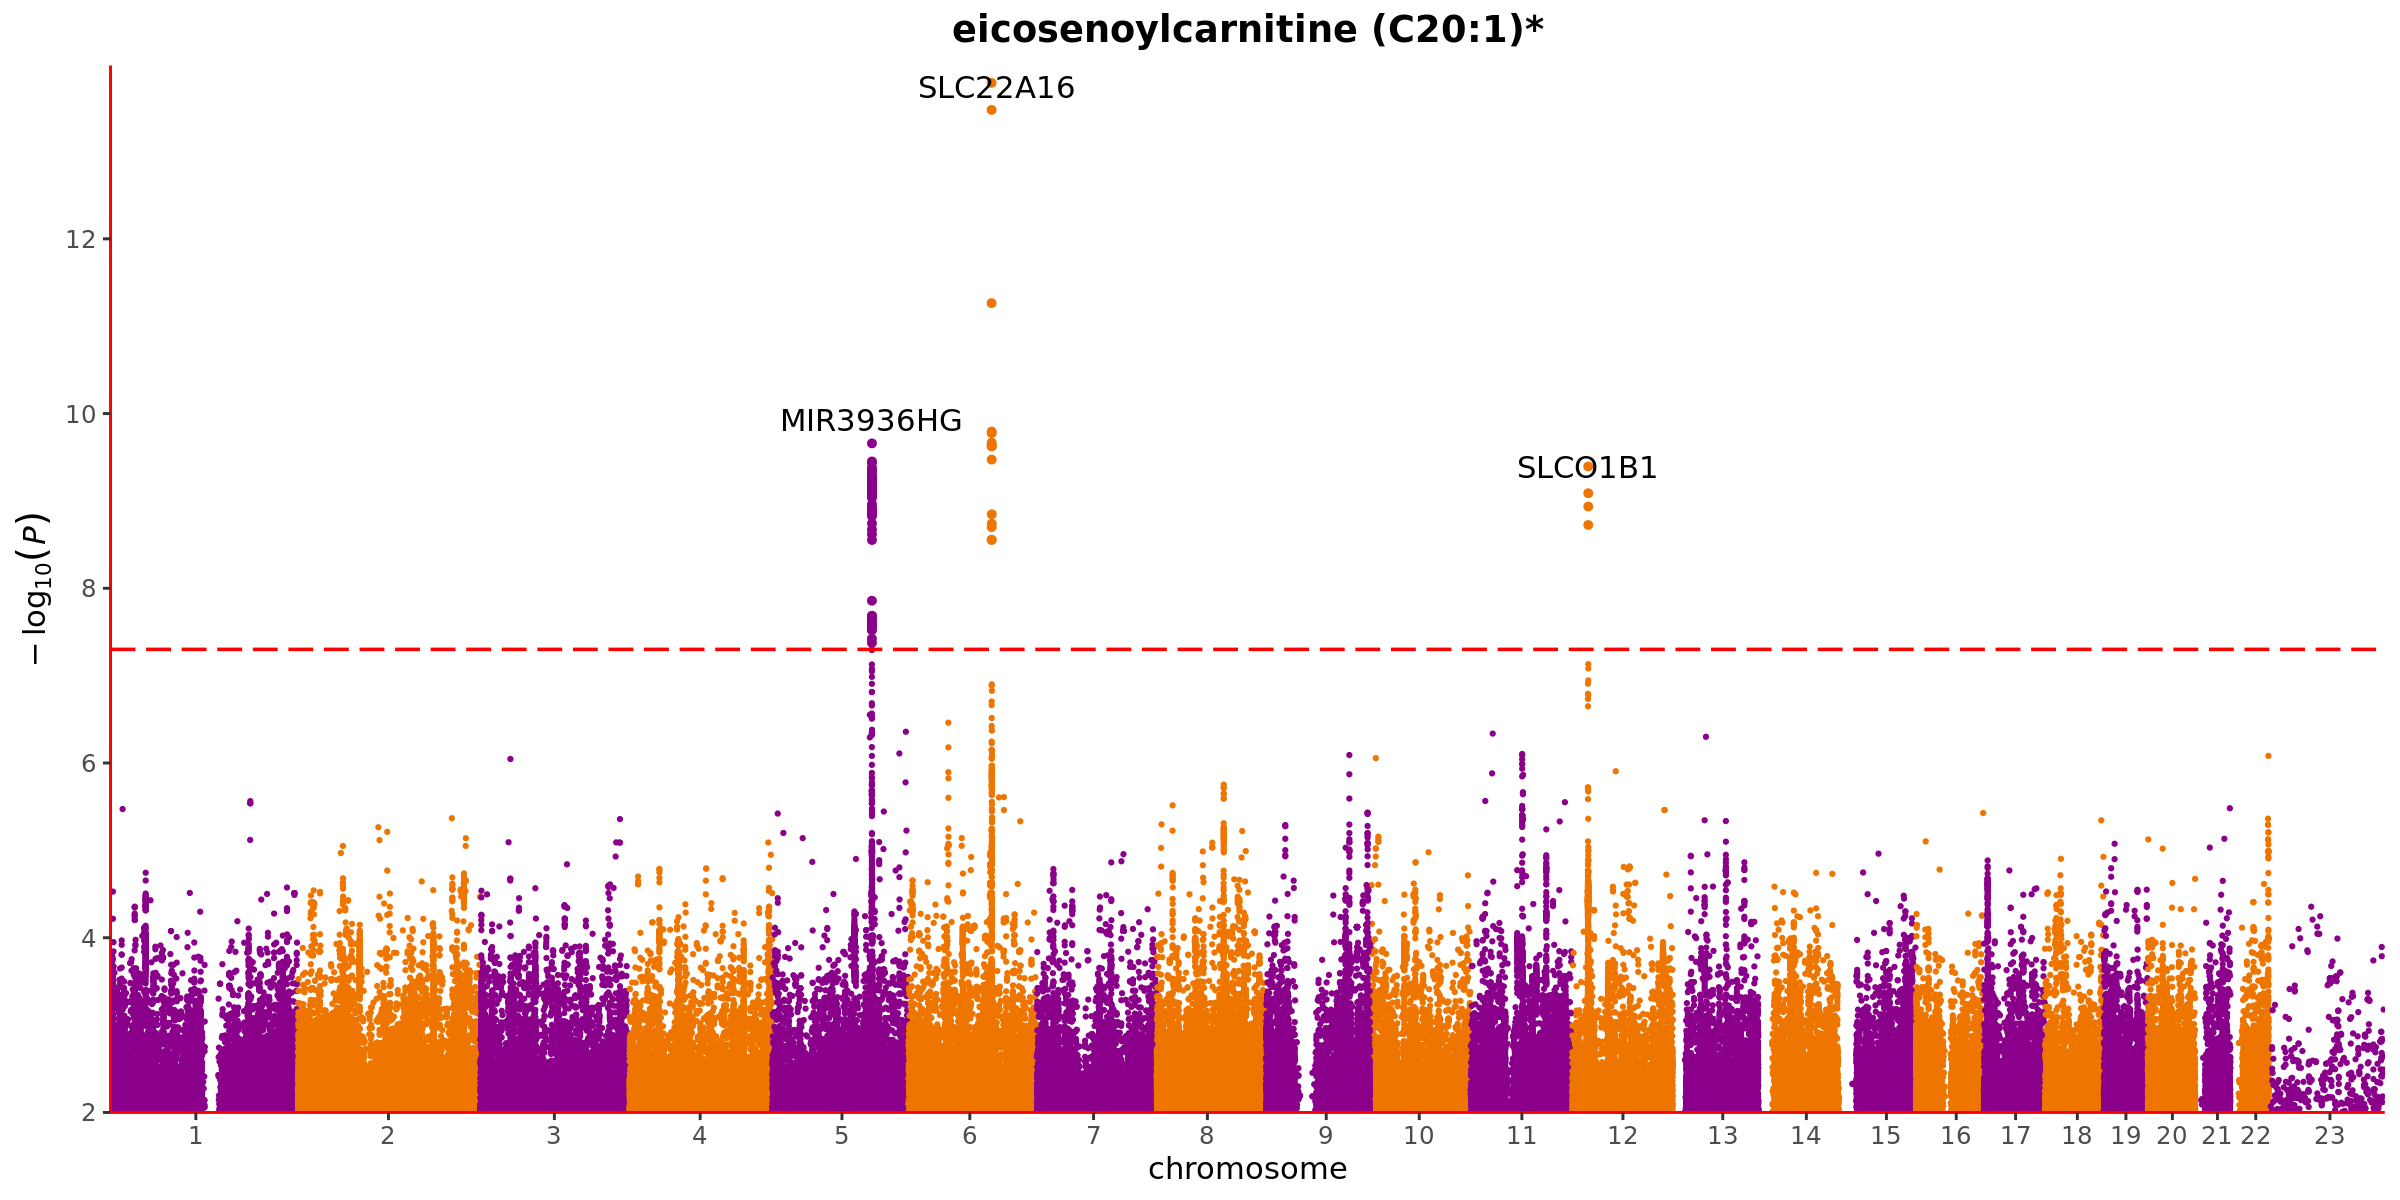 eicosenoylcarnitine (C20:1)*
SLC22A16
12
10
MIR3936HG
SLCO1B1
8
6
4
2
−log10(P)
1 2 3 4 5 6 7 8 9 10 11 12 13 14 15 16 17 18 19 20 21 22 23
chromosome